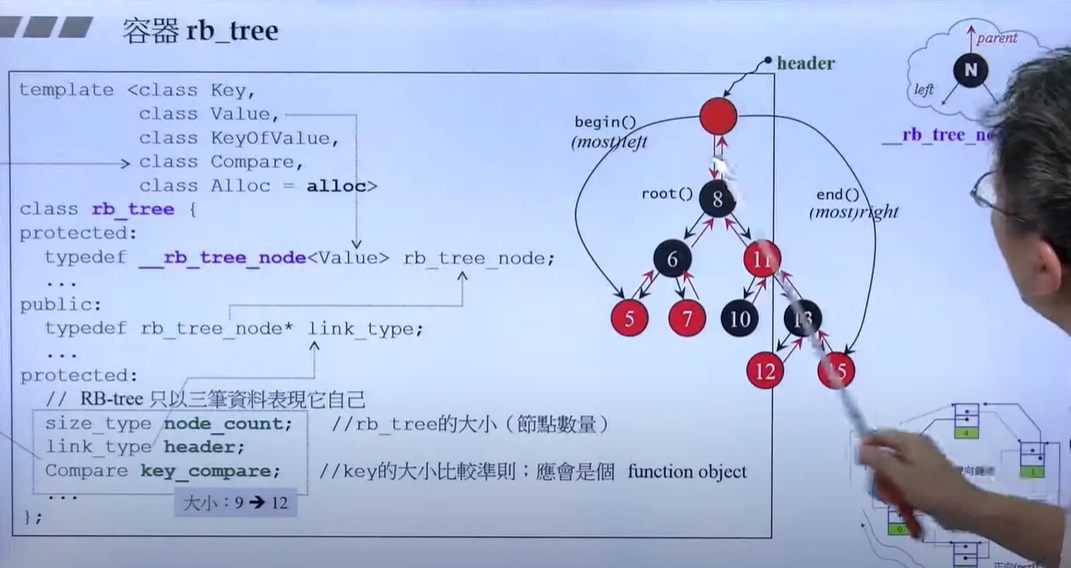 容器 rb_tree
template <class Key,
class Value,
class KeyOfValue,
class Compare,
class Alloc = alloc>
class rb_tree {
protected:
typedef __rb_tree_node<Value> rb_tree_node;
...
public:
typedef rb_tree_node* link_type;
...
protected:
// RB-tree 只以三筆資料表現它自己
size_type node_count; //rb_tree的大小（節點數量）
link_type header;
Compare key_compare; //key的大小比較準則；應會是個 function object
...
大小：9 → 12
};
header
begin()
(most)left
root()
end()
(most)right
8
6
11
5
7
10
13
12
15
parent
N
left
__rb_tree_no
4
1
0